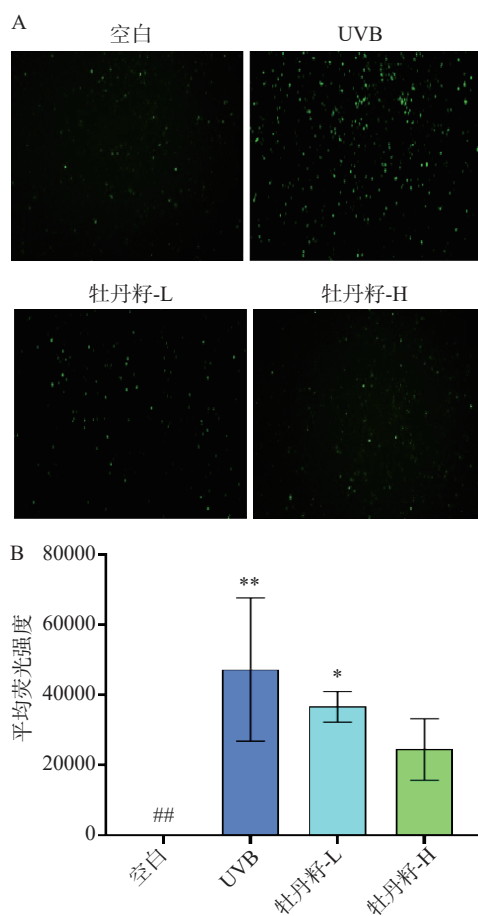 A
空白
UVB
牡丹籽-L
牡丹籽-H
B
平均荧光强度
80000
60000
40000
20000
0
##
**
*
空白
UVB
牡丹籽-L
牡丹籽-H